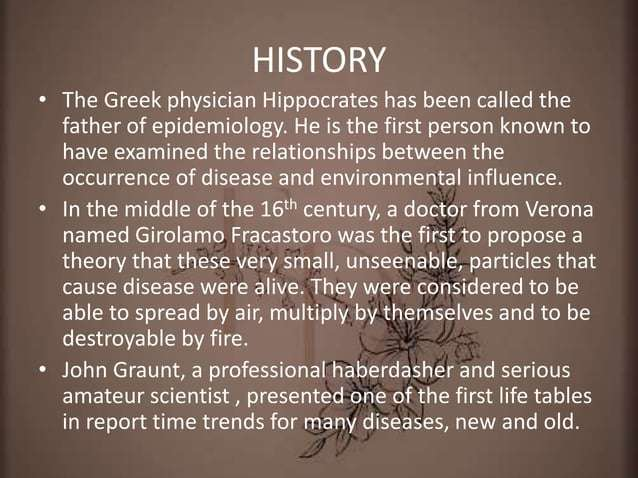 HISTORY
• The Greek physician Hippocrates has been called the
father of epidemiology. He is the first person known to
have examined the relationships between the
occurrence of disease and environmental influence.
• In the middle of the 16th century, a doctor from Verona
named Girolamo Fracastoro was the first to propose a
theory that these very small, unseenable, particles that
cause disease were alive. They were considered to be
able to spread by air, multiply by themselves and to be
destroyable by fire.
• John Graunt, a professional haberdasher and serious
amateur scientist , presented one of the first life tables
in report time trends for many diseases, new and old.